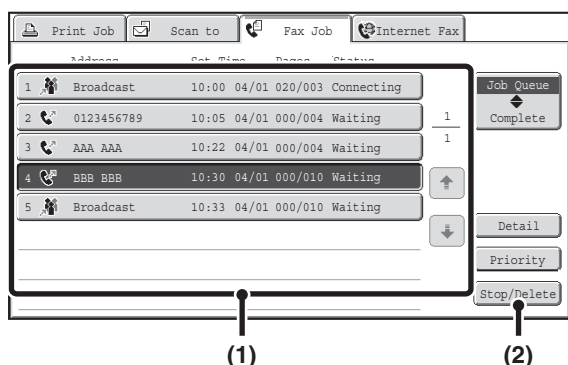 Print Job Scan to Fax Job Internet Fax
Address Set Time Pages Status
1 Broadcast 10:00 04/01 020/003 Connecting
2 0123456789 10:05 04/01 000/004 Waiting
3 AAA AAA 10:22 04/01 000/004 Waiting
4 BBB BBB 10:30 04/01 000/010 Waiting
5 Broadcast 10:33 04/01 000/010 Waiting
1
1
Job Queue
Complete
Detail
Priority
Stop/Delete
(1) (2)